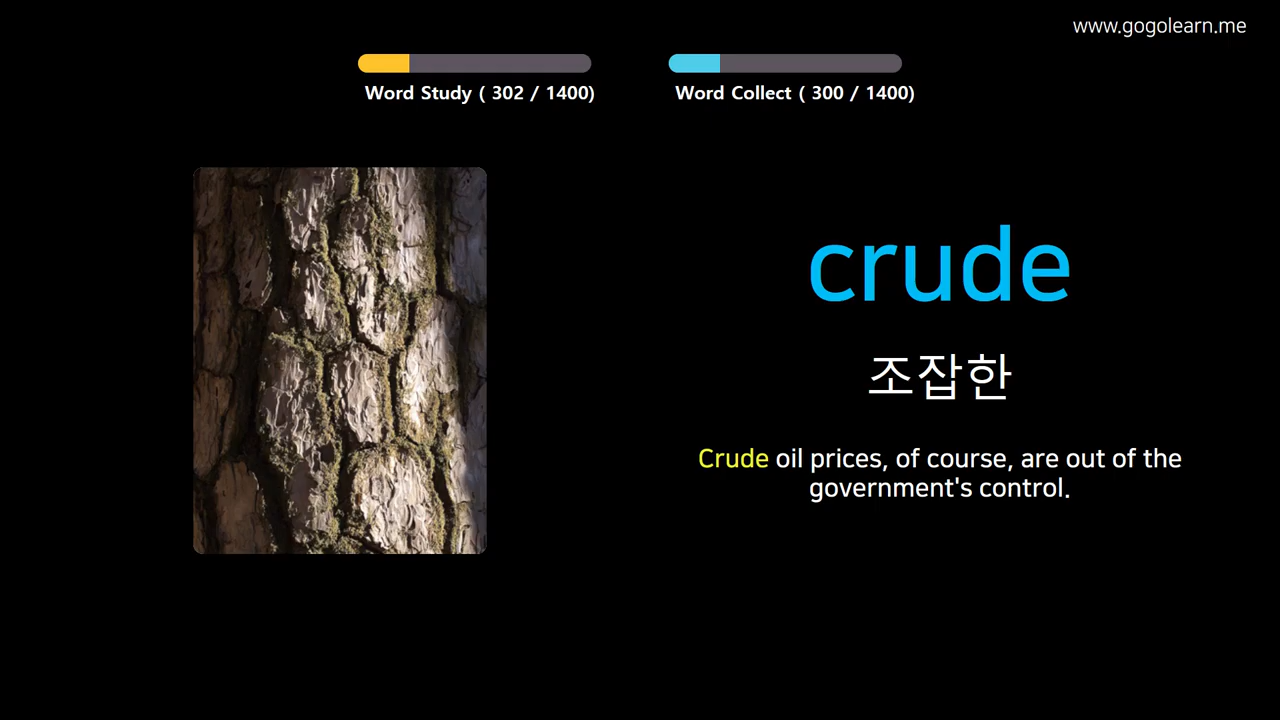 www.gogolearn.me
Word Study ( 302 / 1400)
Word Collect ( 300 / 1400)
crude
조잡한
Crude oil prices, of course, are out of the
government's control.